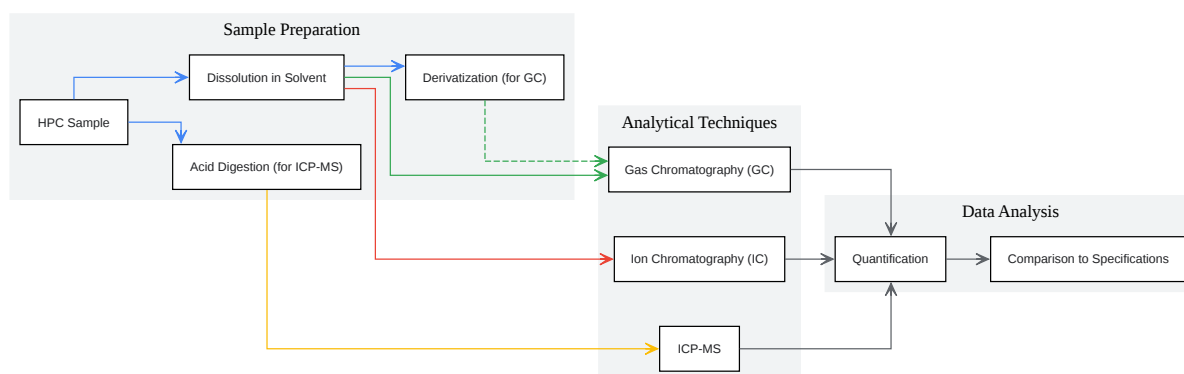 Sample Preparation
Dissolution in Solvent
Derivatization (for GC)
HPC Sample
Acid Digestion (for ICP-MS)
Analytical Techniques
Gas Chromatography (GC)
Ion Chromatography (IC)
ICP-MS
Data Analysis
Quantification
Comparison to Specifications